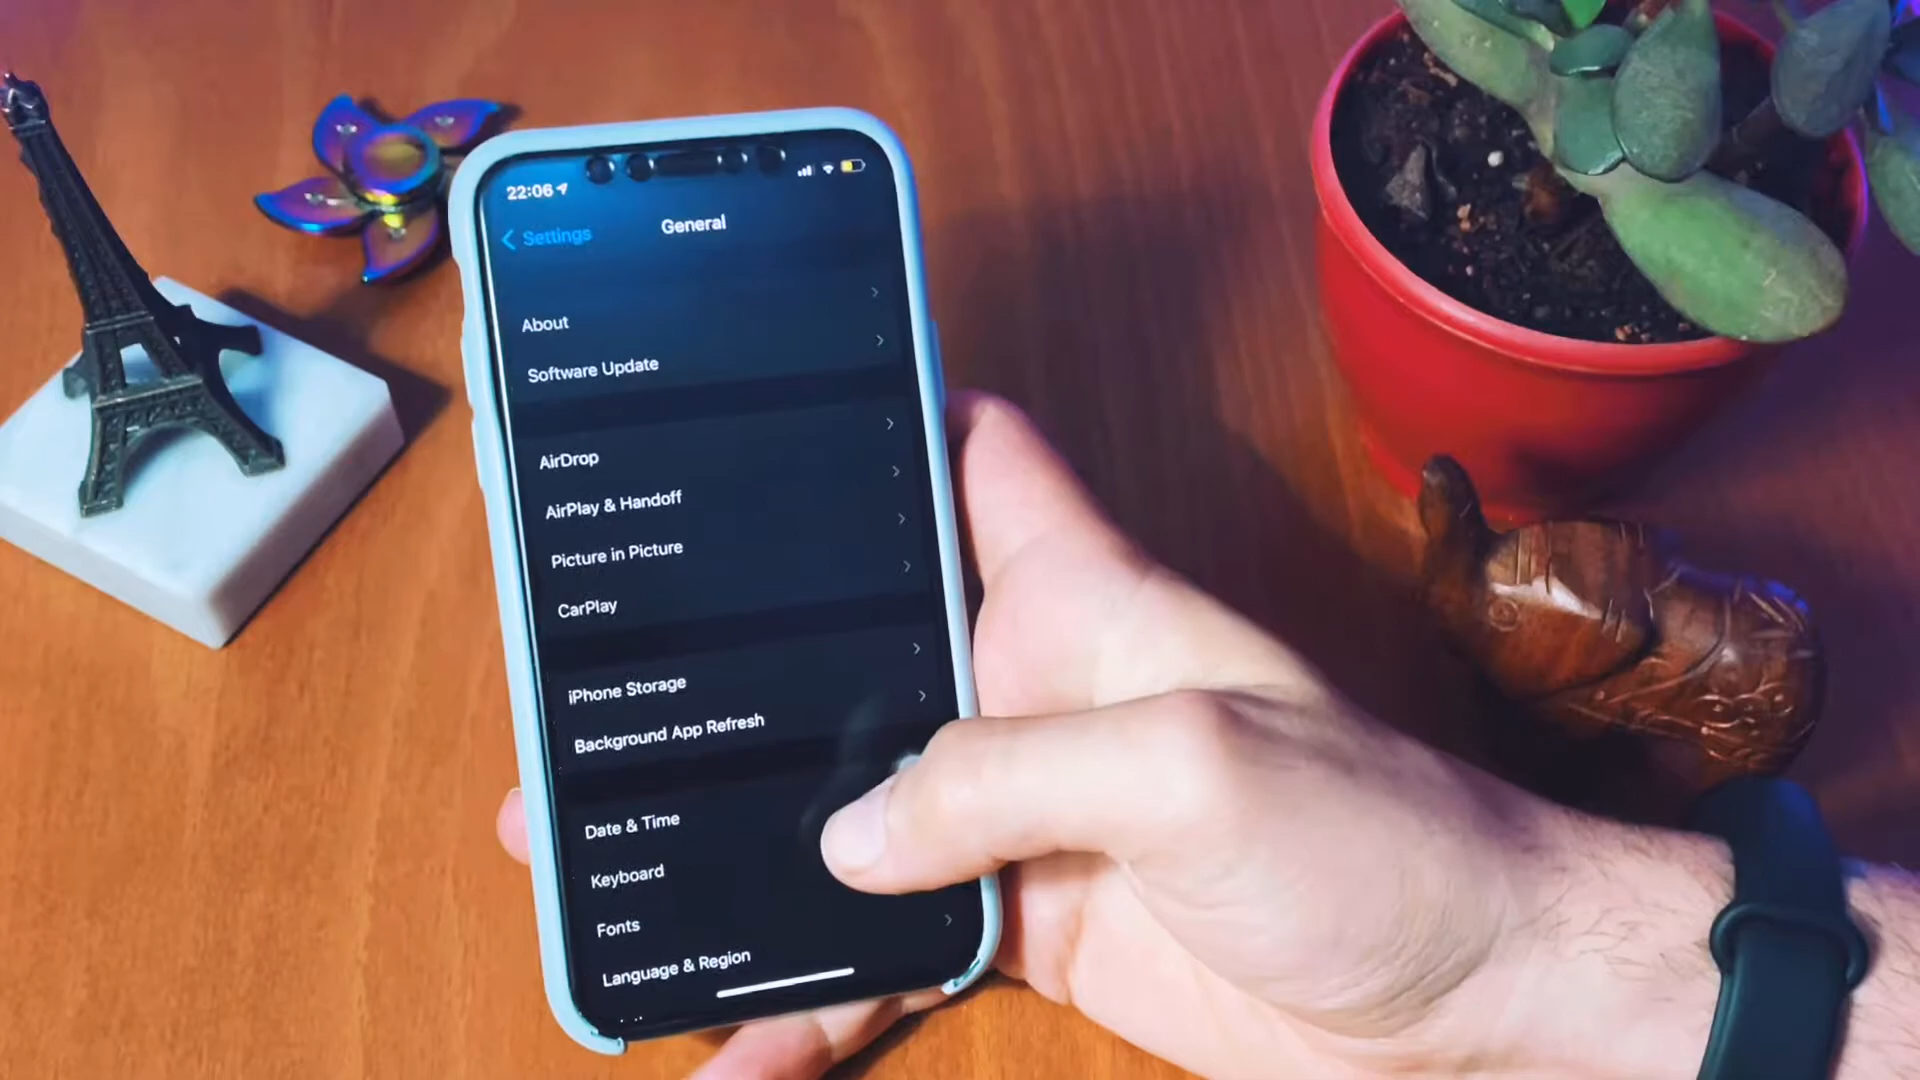 22:06
Settings
General
About
Software Update
AirDrop
AirPlay & Handoff
Picture in Picture
CarPlay
iPhone Storage
Background App Refresh
Date & Time
Keyboard
Fonts
Language & Region